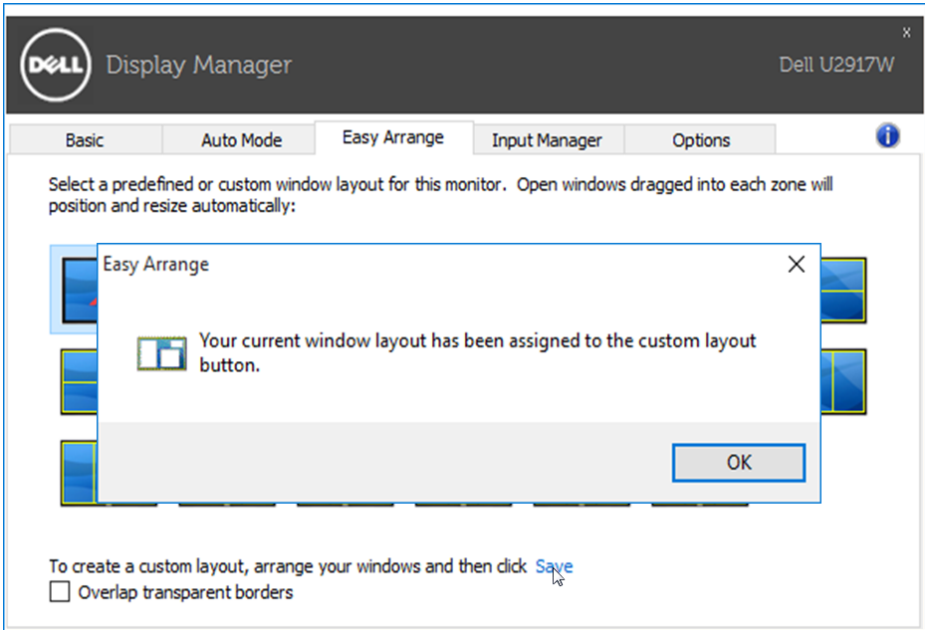 DELL Display Manager
X
Dell U2917W
Basic Auto Mode Easy Arrange Input Manager Options
Select a predefined or custom window layout for this monitor. Open windows dragged into each zone will
position and resize automatically:
Easy Arrange
Your current window layout has been assigned to the custom layout
button.
OK
To create a custom layout, arrange your windows and then click Save
Overlap transparent borders